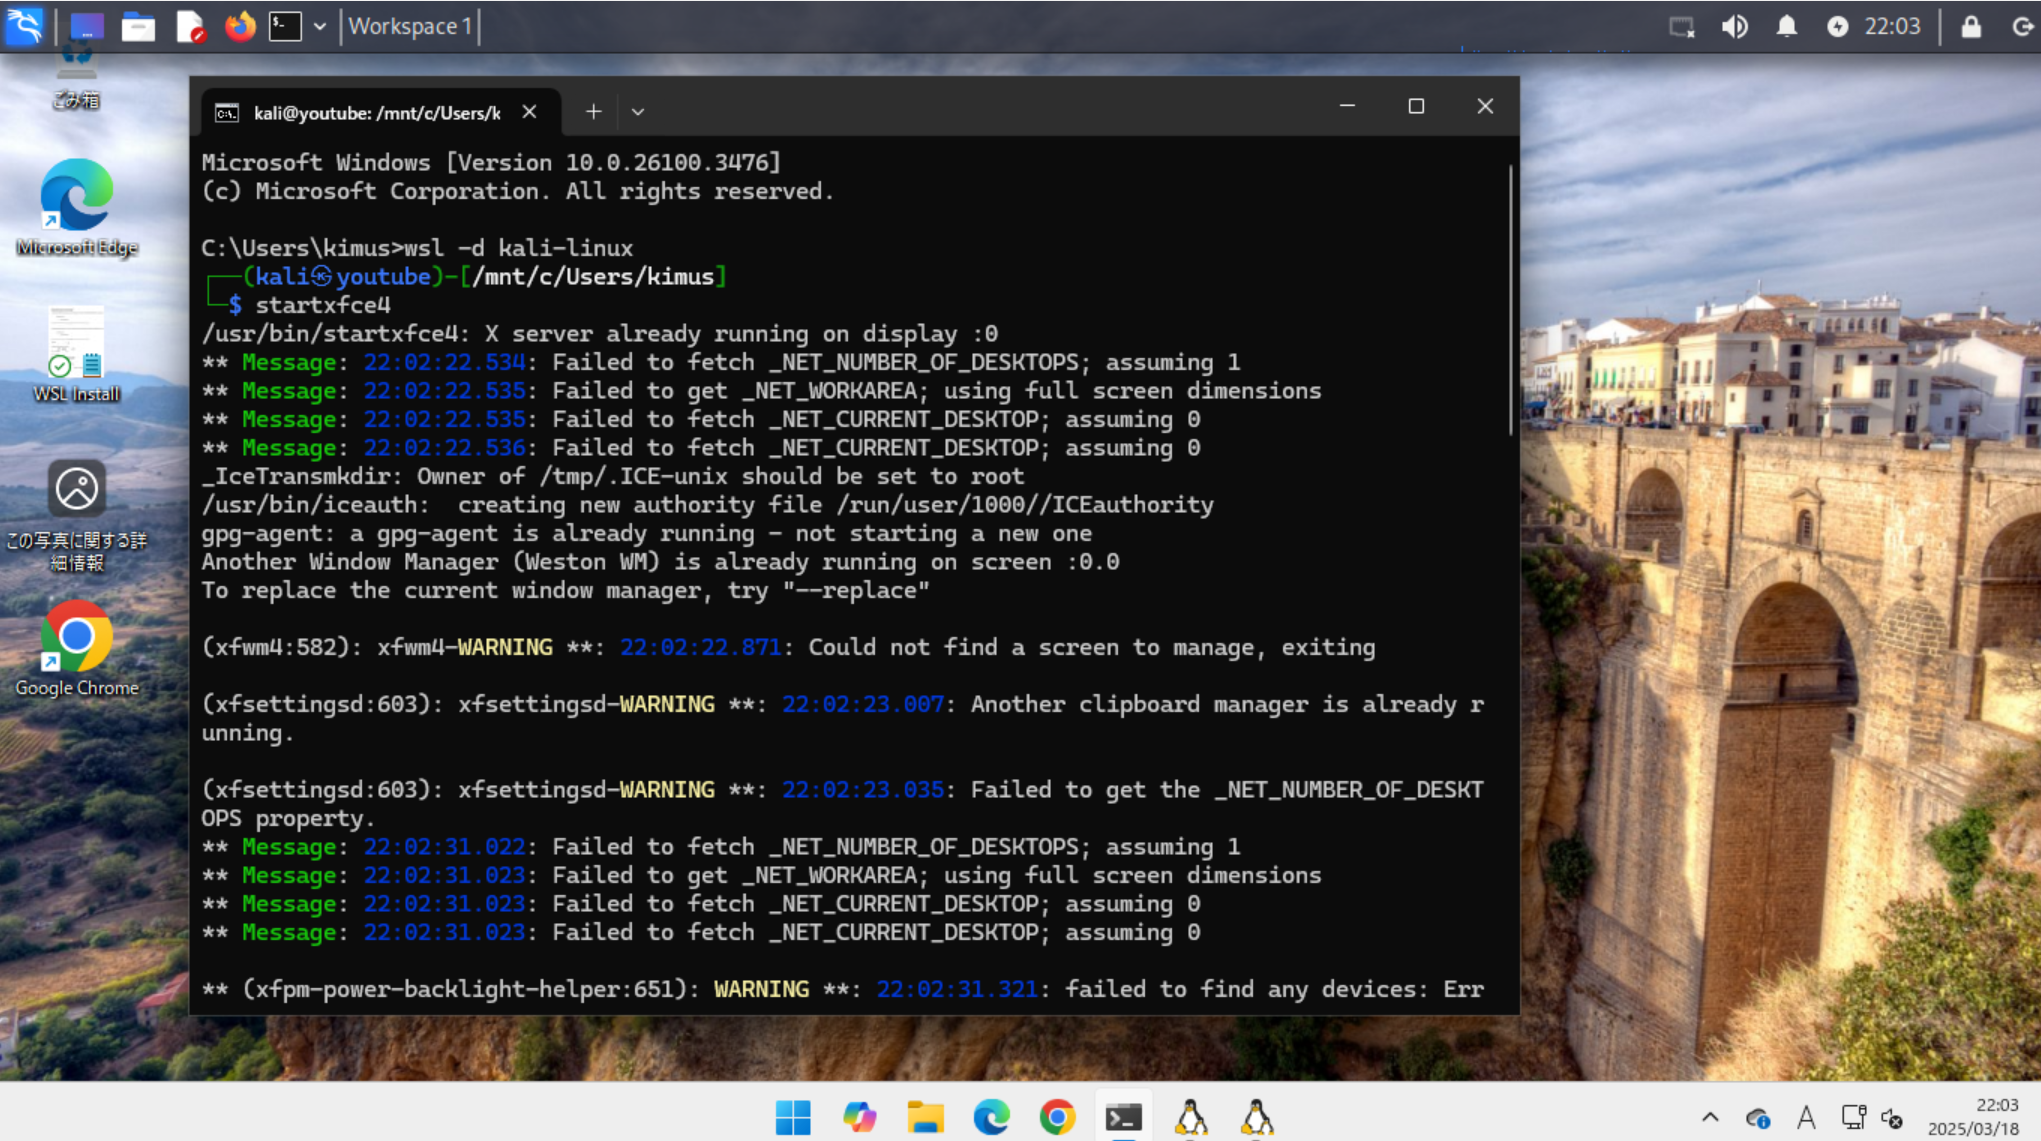 Workspace 1
22:03
ごみ箱
Microsoft Edge
WSL Install
この写真に関する詳
細情報
Google Chrome
kali@youtube: /mnt/c/Users/k
Microsoft Windows [Version 10.0.26100.3476]
(c) Microsoft Corporation. All rights reserved.
C:\Users\kimus>wsl -d kali-linux
┌──(kali㉿youtube)-[/mnt/c/Users/kimus]
└─$ startxfce4
/usr/bin/startxfce4: X server already running on display :0
** Message: 22:02:22.534: Failed to fetch _NET_NUMBER_OF_DESKTOPS; assuming 1
** Message: 22:02:22.535: Failed to get _NET_WORKAREA; using full screen dimensions
** Message: 22:02:22.535: Failed to fetch _NET_CURRENT_DESKTOP; assuming 0
** Message: 22:02:22.536: Failed to fetch _NET_CURRENT_DESKTOP; assuming 0
_IceTransmkdir: Owner of /tmp/.ICE-unix should be set to root
/usr/bin/iceauth:  creating new authority file /run/user/1000//ICEauthority
gpg-agent: a gpg-agent is already running - not starting a new one
Another Window Manager (Weston WM) is already running on screen :0.0
To replace the current window manager, try "--replace"
(xfwm4:582): xfwm4-WARNING **: 22:02:22.871: Could not find a screen to manage, exiting
(xfsettingsd:603): xfsettingsd-WARNING **: 22:02:23.007: Another clipboard manager is already r
unning.
(xfsettingsd:603): xfsettingsd-WARNING **: 22:02:23.035: Failed to get the _NET_NUMBER_OF_DESKT
OPS property.
** Message: 22:02:31.022: Failed to fetch _NET_NUMBER_OF_DESKTOPS; assuming 1
** Message: 22:02:31.023: Failed to get _NET_WORKAREA; using full screen dimensions
** Message: 22:02:31.023: Failed to fetch _NET_CURRENT_DESKTOP; assuming 0
** Message: 22:02:31.023: Failed to fetch _NET_CURRENT_DESKTOP; assuming 0
** (xfpm-power-backlight-helper:651): WARNING **: 22:02:31.321: failed to find any devices: Err
A
22:03
2025/03/18